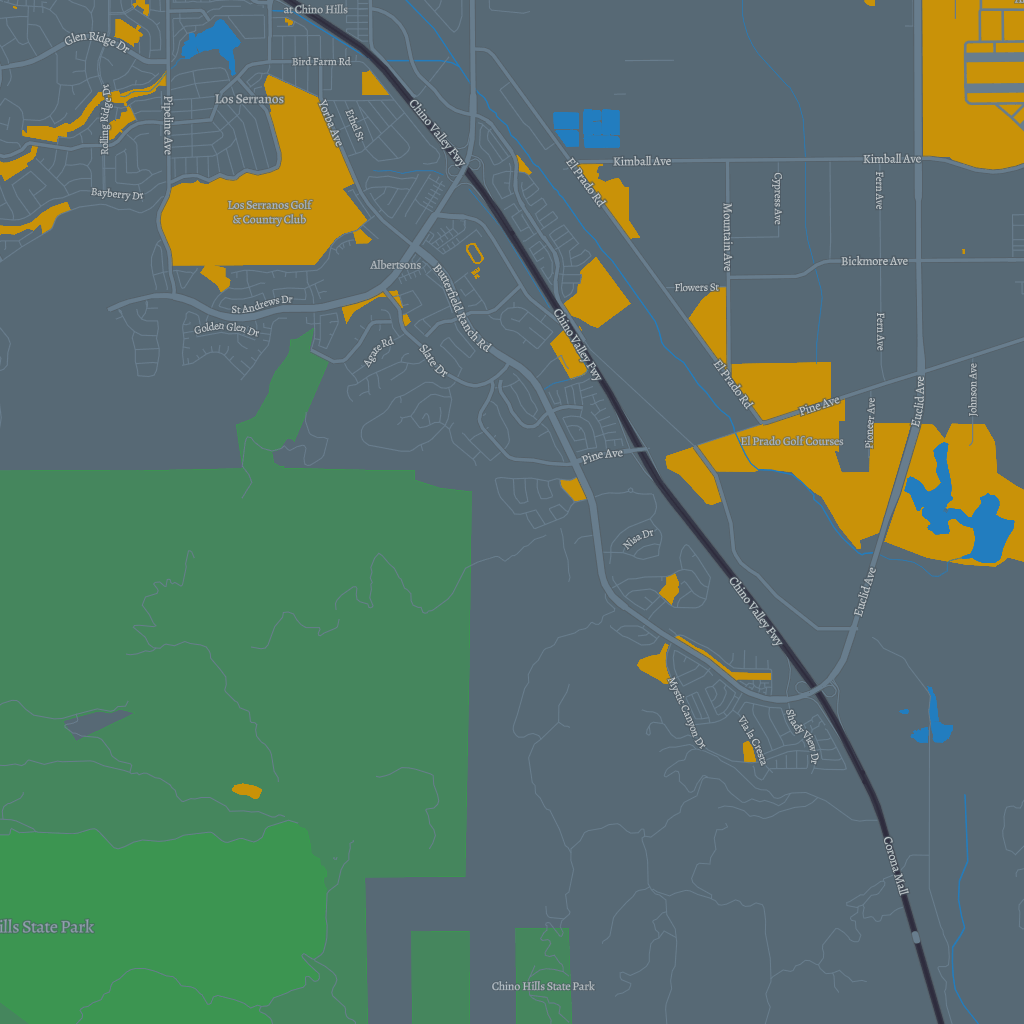 at Chino Hills
Glen Ridge Dr
Bird Farm Rd
Los Serranos
Rolling Ridge Dr
Pipeline Ave
Yorba Ave
Ethel St
Chino Valley Fwy
Kimball Ave
Kimball Ave
El Prado Rd
Bayberry Dr
Los Serranos Golf
& Country Club
Cypress Ave
Fern Ave
Mountain Ave
Albertsons
Bickmore Ave
Butterfield Ranch Rd
Flowers St
St Andrews Dr
Golden Glen Dr
Chino Valley Fwy
Fern Ave
Agate Rd
Slate Dr
El Prado Rd
Euclid Ave
Johnson Ave
Pine Ave
Pioneer Ave
El Prado Golf Courses
Pine Ave
Nisa Dr
Chino Valley Fwy
Euclid Ave
Mystic Canyon Dr
Via la Cresta
Shady View Dr
Corona Mall
ills State Park
Chino Hills State Park